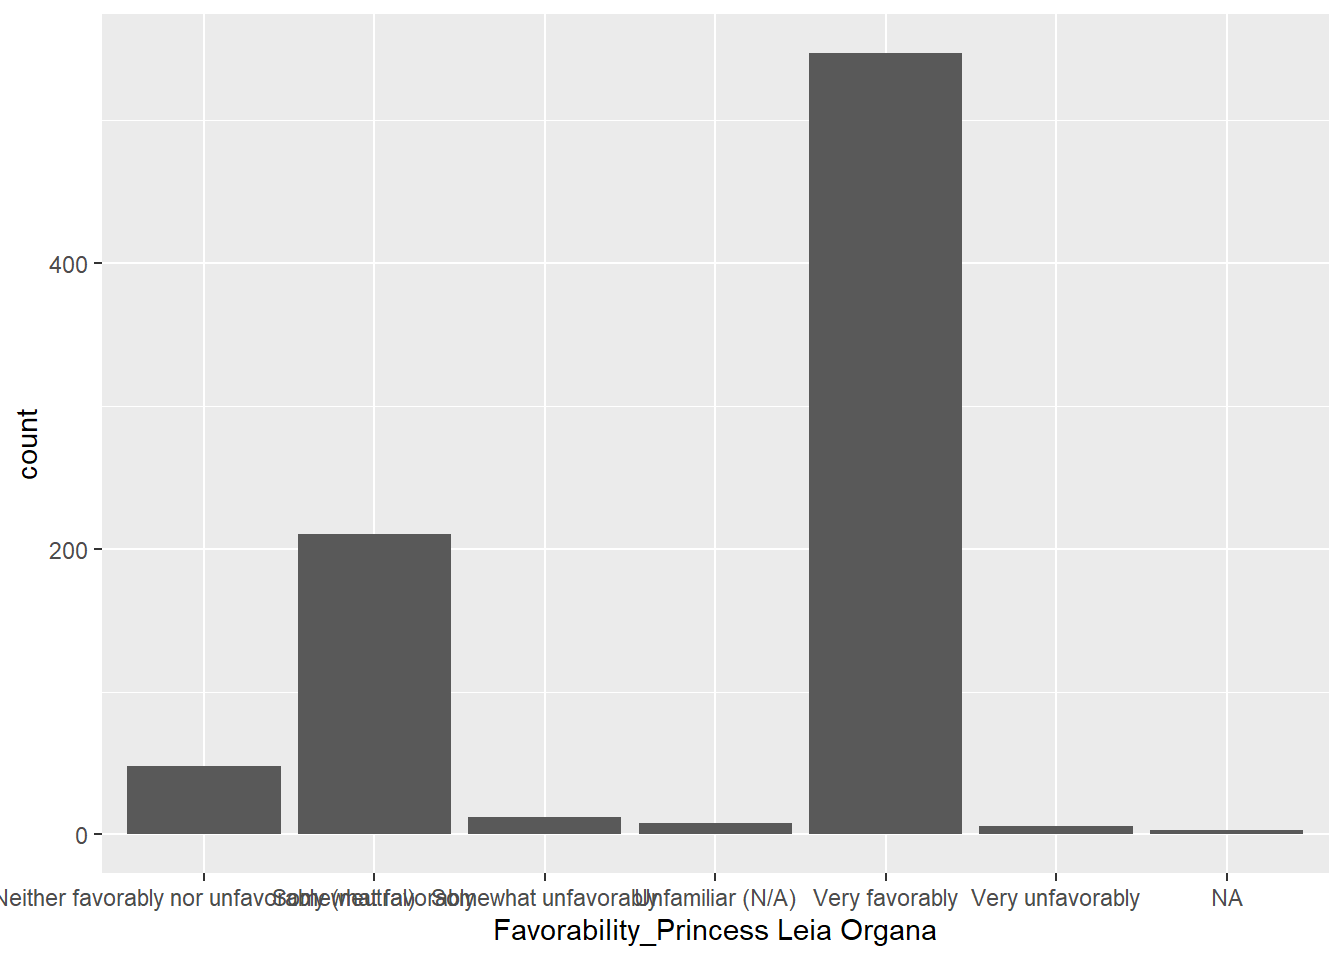 count
400
200
0
Neither favorably nor unfavorably (neutral)
Somewhat favorably
Somewhat unfavorably
Unfamiliar (N/A)
Very favorably
Very unfavorably
NA
Favorability_Princess Leia Organa